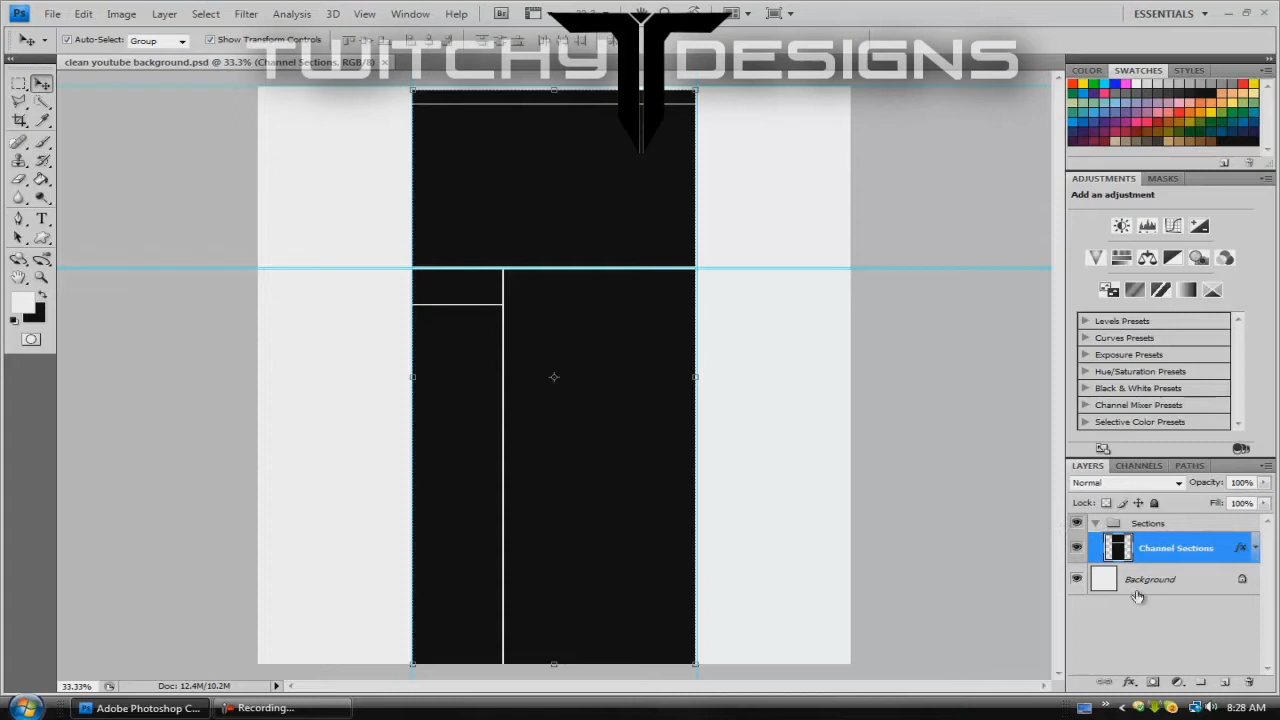 Ps File Edit Image Layer Select Filter Analysis 3D View Window Help Br ESSENTIALS
Auto-Select: Group Show Transform Controls
TWITCHY DESIGNS
clean youtube background.psd @ 33.3% (Channel Sections, RGB/8)
COLOR SWATCHES STYLES
ADJUSTMENTS MASKS
Add an adjustment
Levels Presets
Curves Presets
Exposure Presets
Hue/Saturation Presets
Black & White Presets
Channel Mixer Presets
Selective Color Presets
LAYERS CHANNELS PATHS
Normal Opacity: 100%
Lock: Fill: 100%
Sections
Channel Sections fx
Background
33.33% Doc: 12.4M/10.2M
Adobe Photoshop C... Recording... 8:28 AM